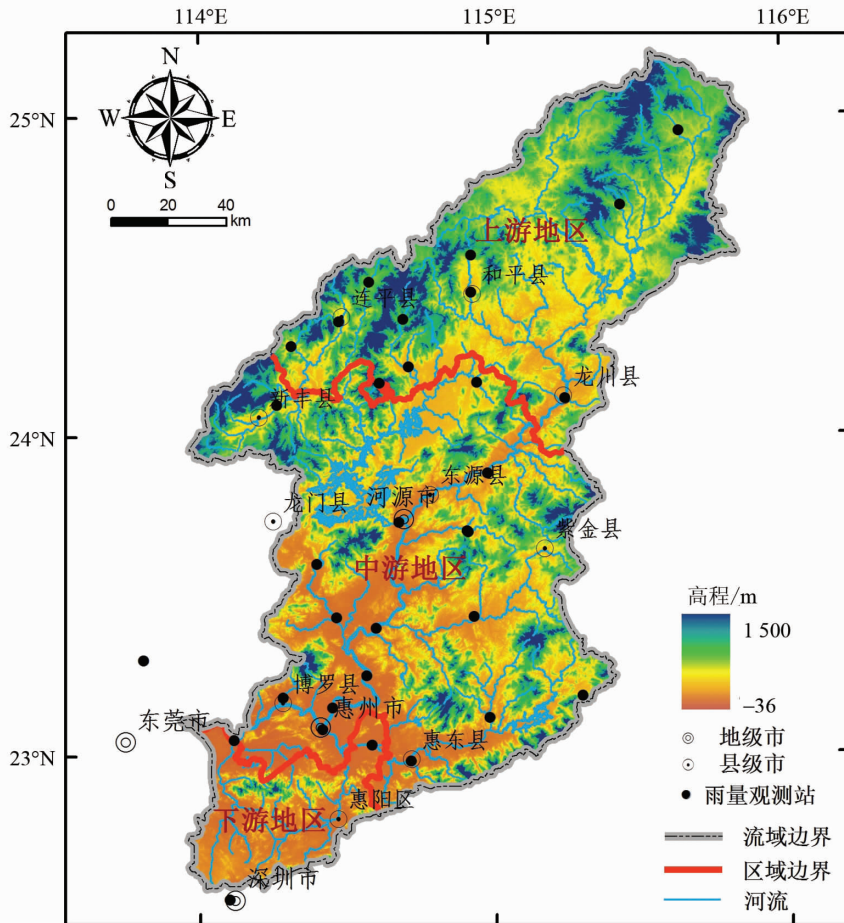 114°E
115°E
116°E
N
W
E
S
25°N
24°N
23°N
0
20
40
km
上游地区
和平县
连平县
龙川县
新丰县
东源县
龙门县
河源市
紫金县
中游地区
博罗县
惠州市
东莞市
惠东县
惠阳区
下游地区
深圳市
高程/m
1 500
−36
地级市
县级市
雨量观测站
流域边界
区域边界
河流